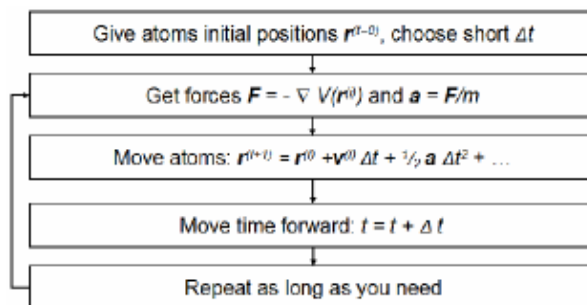 Give atoms initial positions r(t=0), choose short Δt
Get forces F = - ∇ V(r(i)) and a = F/m
Move atoms: r(i+1) = r(i) +v(i) Δt + 1/2 a Δt2 + ...
Move time forward: t = t + Δ t
Repeat as long as you need